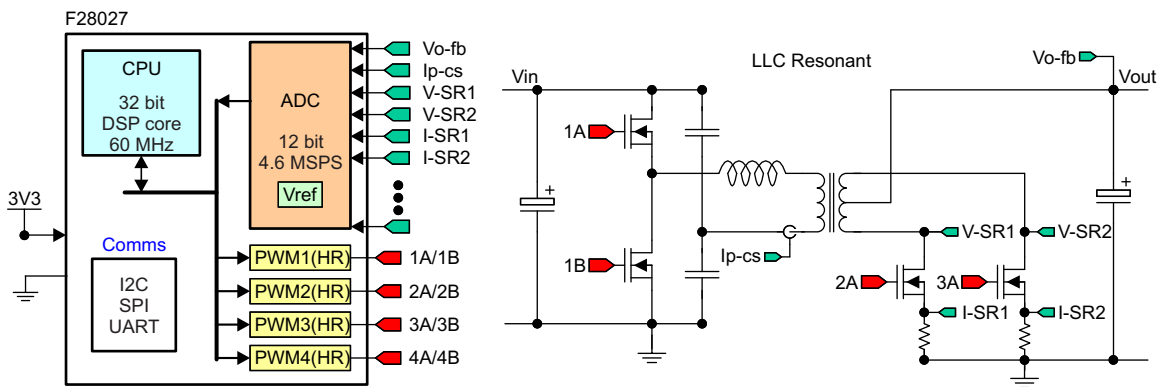 F28027
CPU
32 bit
DSP core
60 MHz
ADC
12 bit
4.6 MSPS
Vref
Vo-fb
Ip-cs
V-SR1
V-SR2
I-SR1
I-SR2
3V3
Comms
I2C
SPI
UART
PWM1(HR)
1A/1B
PWM2(HR)
2A/2B
PWM3(HR)
3A/3B
PWM4(HR)
4A/4B
LLC Resonant
Vin
Vo-fb
Vout
+
+
1A
1B
Ip-cs
V-SR1
V-SR2
2A
3A
I-SR1
I-SR2